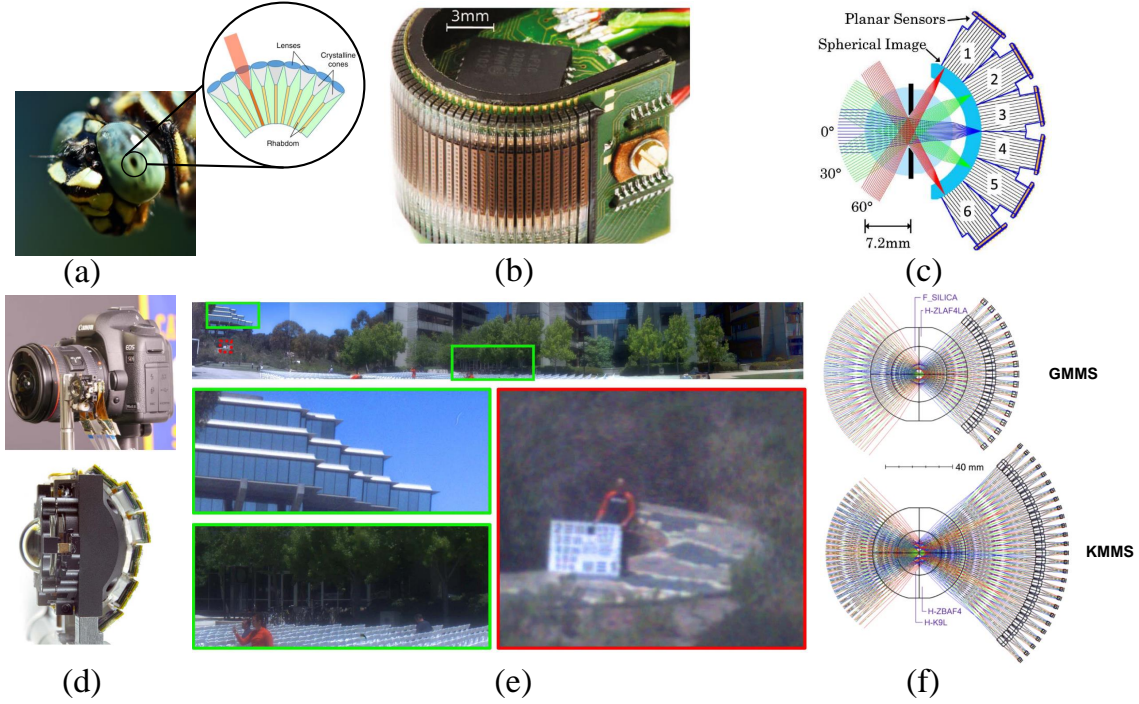 Lenses
Crystalline
cones
Rhabdom
3mm
Planar Sensors
Spherical Image
1
2
3
4
5
6
0°
30°
60°
7.2mm
(a)
(b)
(c)
Canon
EOS
F_SILICA
H-ZLAF4LA
GMMS
40 mm
KMMS
H-ZBAF4
H-K9L
(d)
(e)
(f)